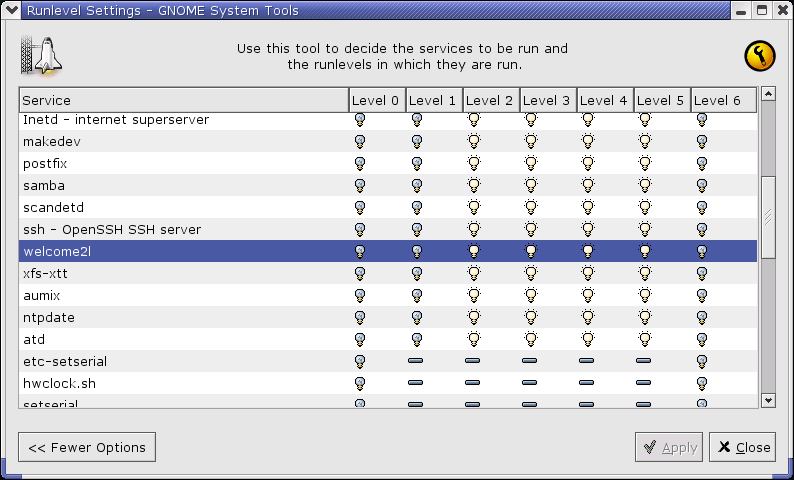 Runlevel Settings - GNOME System Tools
Use this tool to decide the services to be run and
the runlevels in which they are run.
Service Level 0 Level 1 Level 2 Level 3 Level 4 Level 5 Level 6
Inetd - internet superserver
makedev
postfix
samba
scandetd
ssh - OpenSSH SSH server
welcome2l
xfs-xtt
aumix
ntpdate
atd
etc-setserial
hwclock.sh
setserial
<< Fewer Options Apply Close